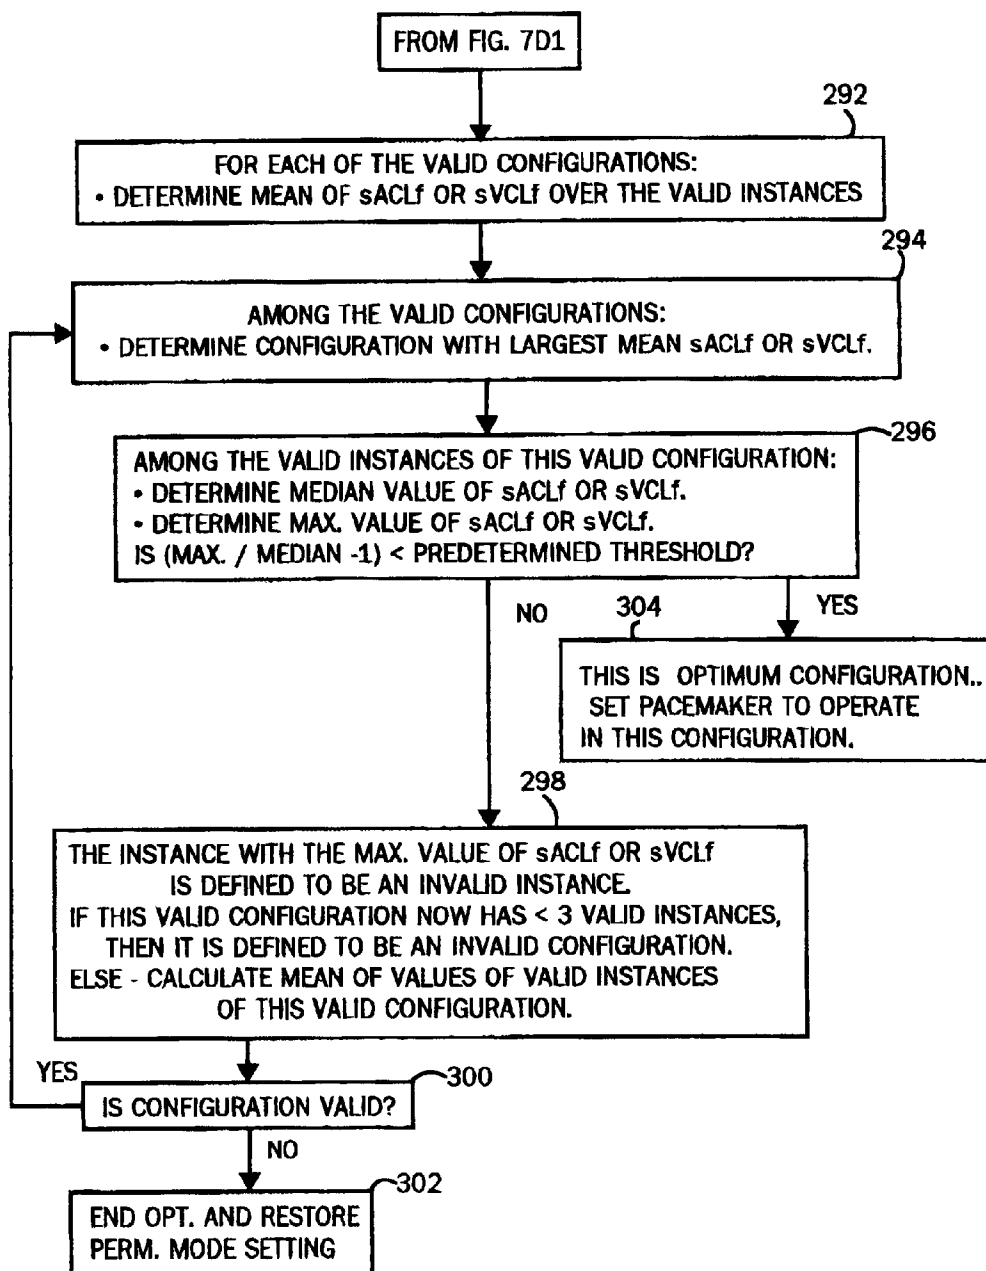 FROM FIG. 7D1
292
FOR EACH OF THE VALID CONFIGURATIONS:
• DETERMINE MEAN OF sACLf OR sVCLf OVER THE VALID INSTANCES
294
AMONG THE VALID CONFIGURATIONS:
• DETERMINE CONFIGURATION WITH LARGEST MEAN sACLf OR sVCLf.
296
AMONG THE VALID INSTANCES OF THIS VALID CONFIGURATION:
• DETERMINE MEDIAN VALUE OF sACLf OR sVCLf.
• DETERMINE MAX. VALUE OF sACLf OR sVCLf.
IS (MAX. / MEDIAN -1) < PREDETERMINED THRESHOLD?
NO
YES
304
THIS IS OPTIMUM CONFIGURATION..
SET PACEMAKER TO OPERATE
IN THIS CONFIGURATION.
298
THE INSTANCE WITH THE MAX. VALUE OF sACLf OR sVCLf
IS DEFINED TO BE AN INVALID INSTANCE.
IF THIS VALID CONFIGURATION NOW HAS < 3 VALID INSTANCES,
THEN IT IS DEFINED TO BE AN INVALID CONFIGURATION.
ELSE - CALCULATE MEAN OF VALUES OF VALID INSTANCES
OF THIS VALID CONFIGURATION.
YES
300
IS CONFIGURATION VALID?
NO
302
END OPT. AND RESTORE
PERM. MODE SETTING